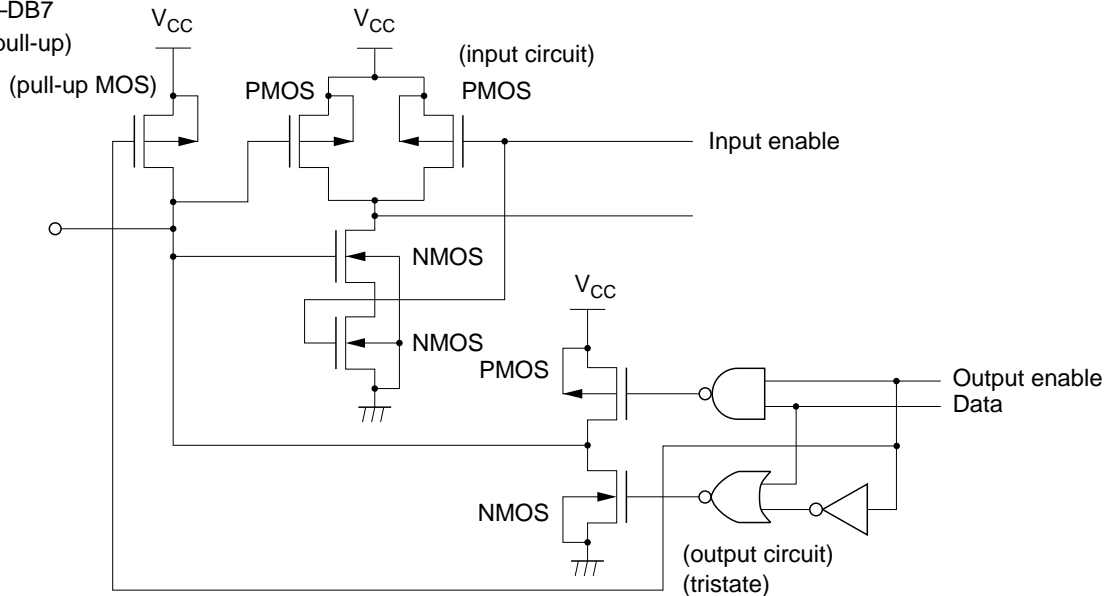 –DB7
pull-up)
VCC
VCC
(input circuit)
(pull-up MOS)
PMOS
PMOS
Input enable
NMOS
VCC
NMOS
PMOS
Output enable
Data
NMOS
(output circuit)
(tristate)